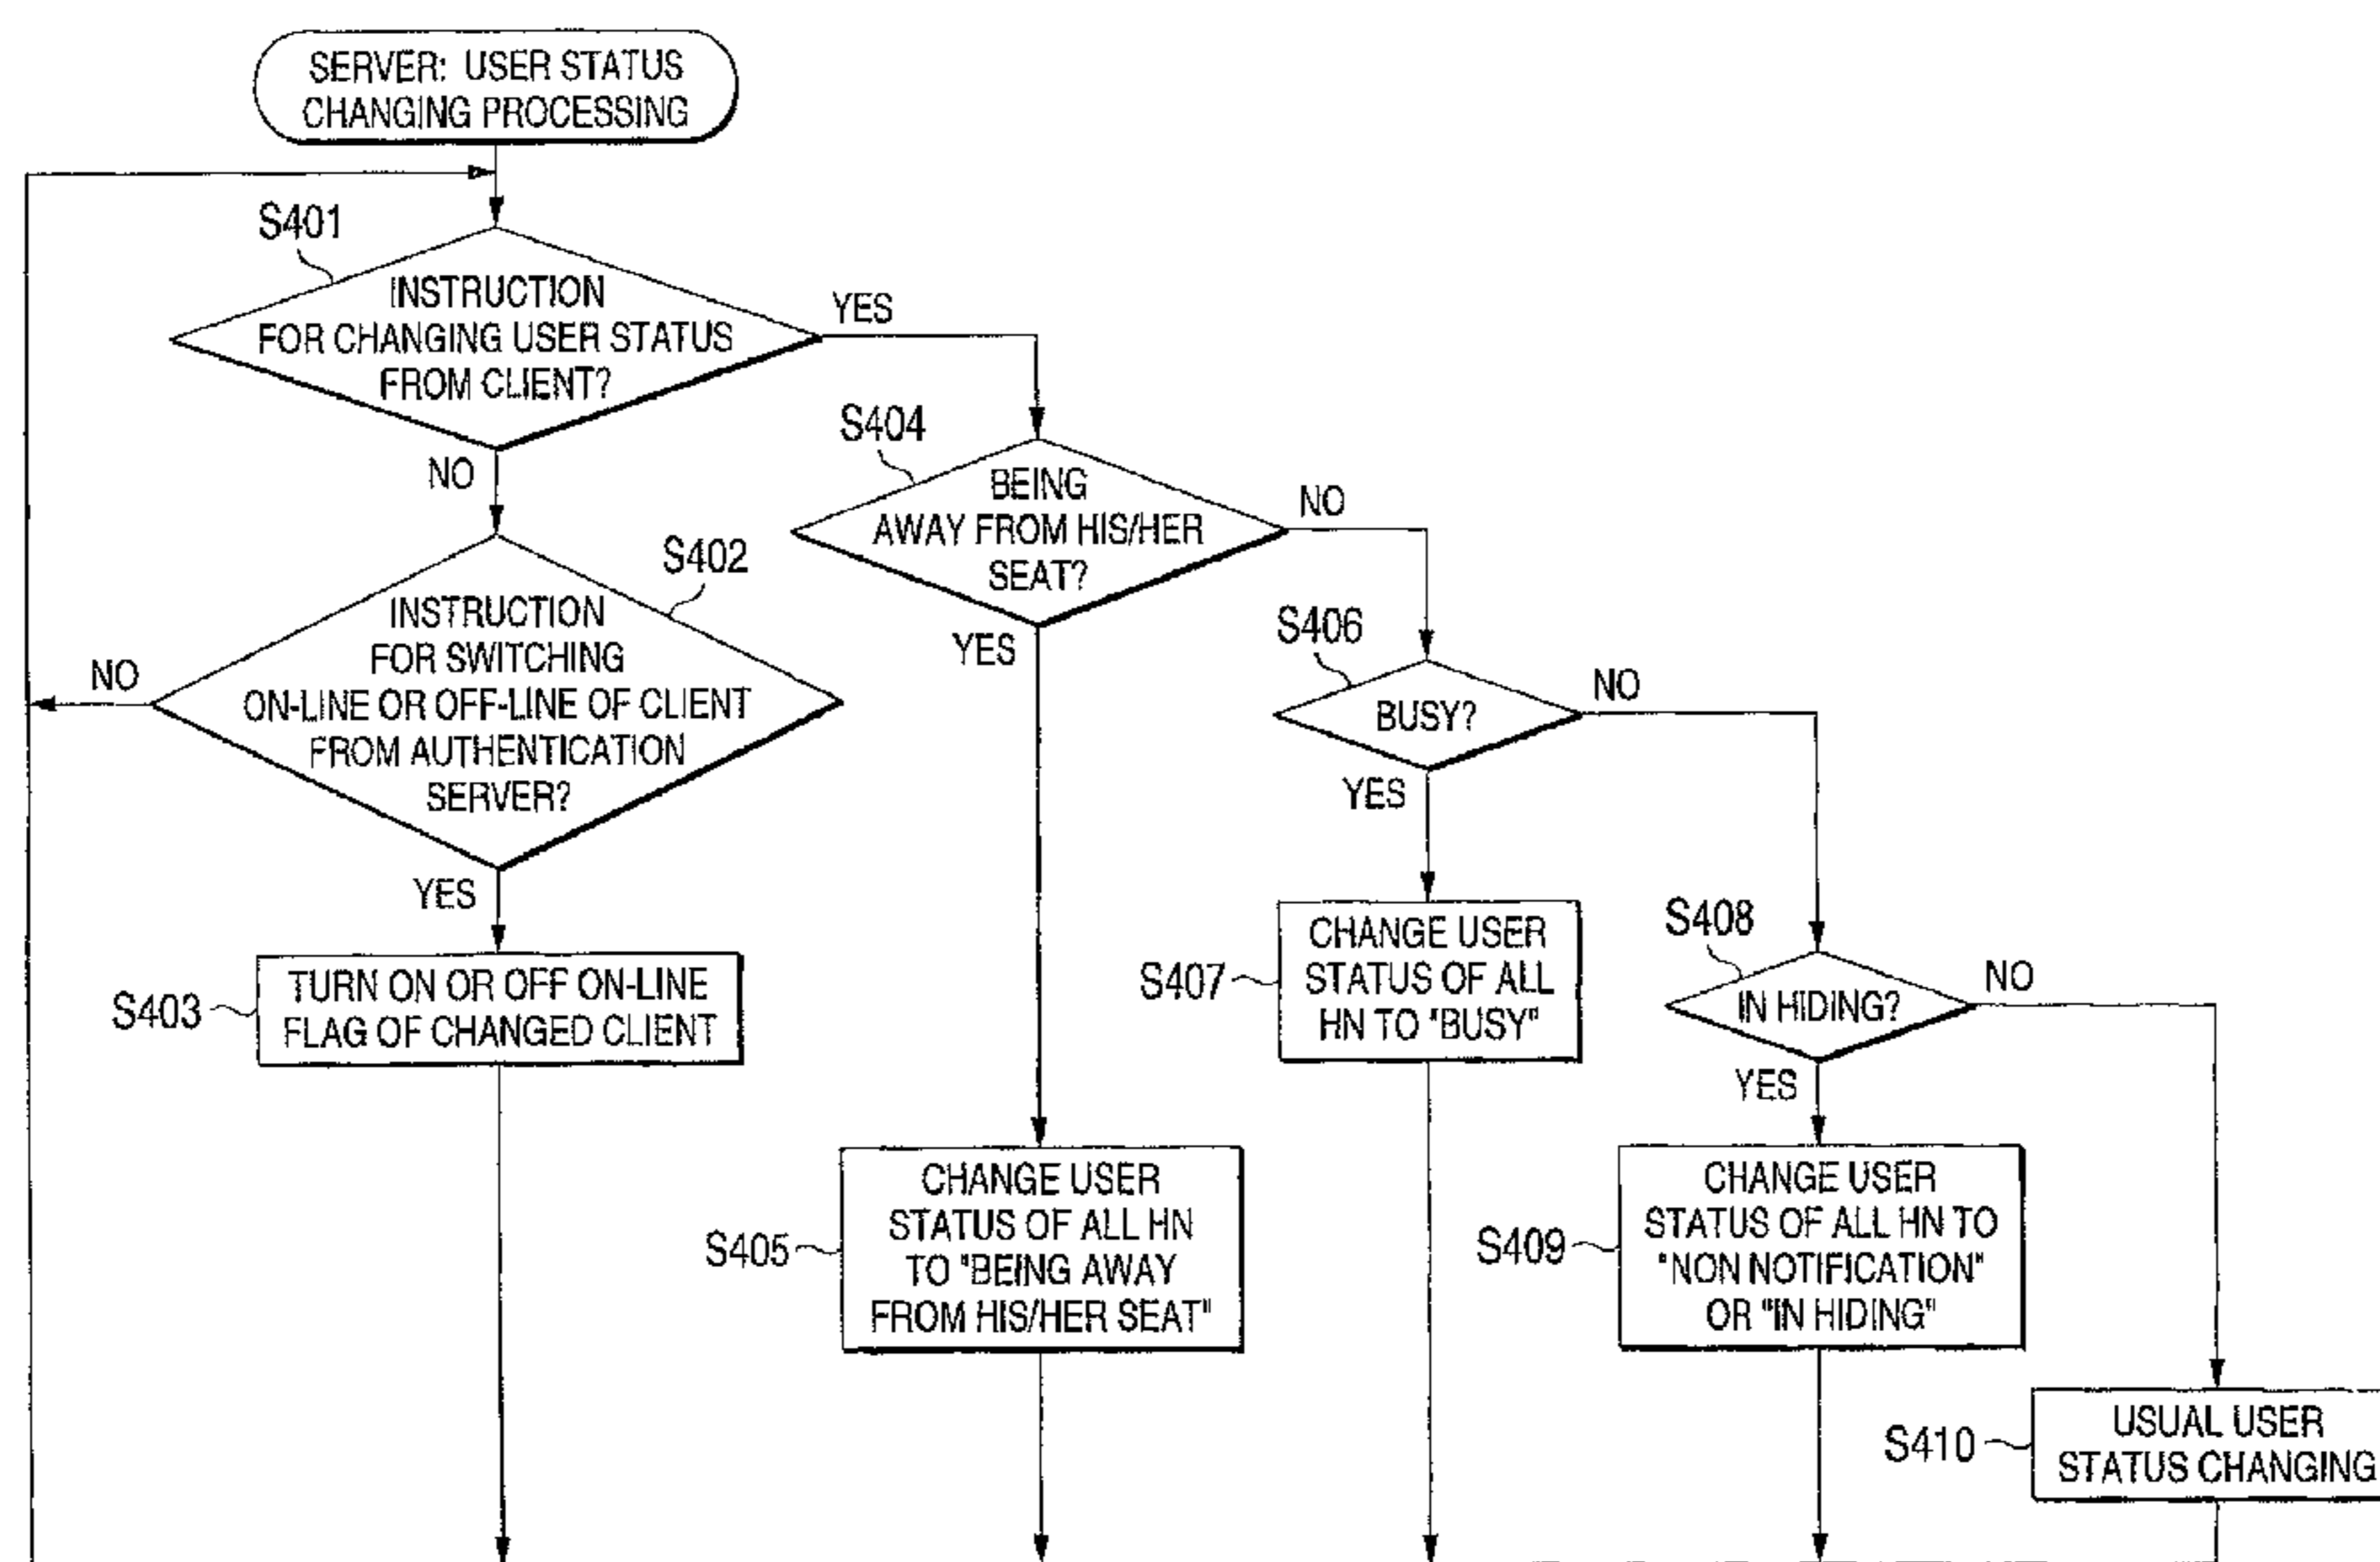 SERVER: USER STATUS
CHANGING PROCESSING
S401
INSTRUCTION
FOR CHANGING USER STATUS
FROM CLIENT?
YES
NO
S402
INSTRUCTION
FOR SWITCHING
ON-LINE OR OFF-LINE OF CLIENT
FROM AUTHENTICATION
SERVER?
NO
YES
S403
TURN ON OR OFF ON-LINE
FLAG OF CHANGED CLIENT
S404
BEING
AWAY FROM HIS/HER
SEAT?
NO
YES
S405
CHANGE USER
STATUS OF ALL HN
TO "BEING AWAY
FROM HIS/HER SEAT"
S406
BUSY?
NO
YES
S407
CHANGE USER
STATUS OF ALL
HN TO "BUSY"
S408
IN HIDING?
NO
YES
S409
CHANGE USER
STATUS OF ALL HN TO
"NON NOTIFICATION"
OR "IN HIDING"
S410
USUAL USER
STATUS CHANGING